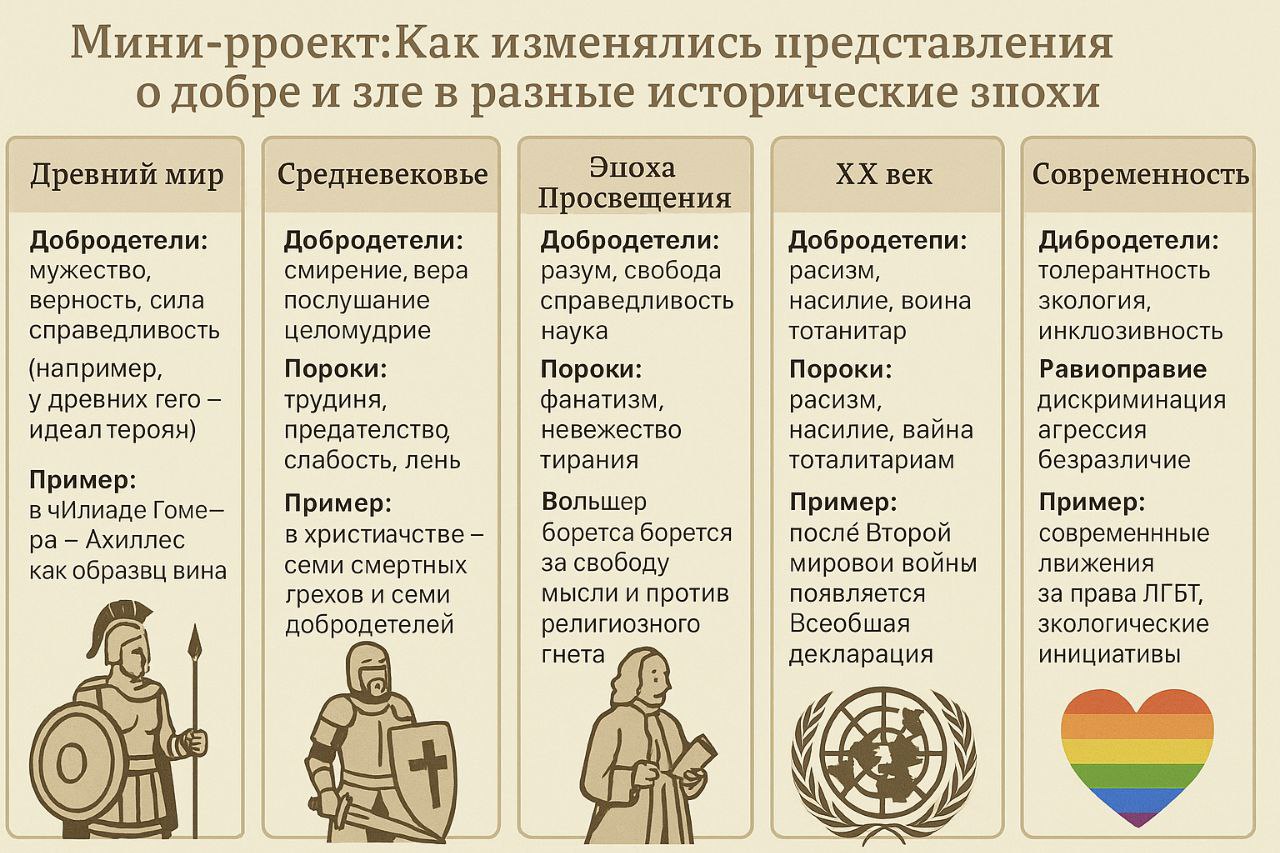 Мини-рроект:Как изменялись представления
о добре и зле в разные исторические зпохи
Древний мир
Добродетели:
мужество,
верность, сила
справедливость
(например,
у древних гего –
идеал тероян)
Пример:
в чИлиаде Гоме–
ра – Ахиллес
как образвц вина
Средневековье
Добродетели:
смирение, вера
послушание
целомудрие
Пороки:
трудиня,
предателство,
слабость, лень
Пример:
в христиачстве –
семи смертных
грехов и семи
добродетелей
Эцоха
Просвещения
Добродетели:
разум, свобода
справедливость
наука
Пороки:
фанатизм,
невежество
тирания
Вольшер
боретса борется
за свободу
мысли и против
религиозного
гнета
XX век
Добродетепи:
расизм,
насилие, воина
тотанитар
Пороки:
расизм,
насилие, вайна
тоталитариам
Пример:
послé Второй
мировои войны
появляется
Всеобшая
декларация
Современность
Дибродетели:
толерантность
зкология,
инклюзивность
Равиоправие
дискриминация
агрессия
безразличие
Пример:
современнные
лвижения
за права ЛГБТ,
зкологические
инициативы